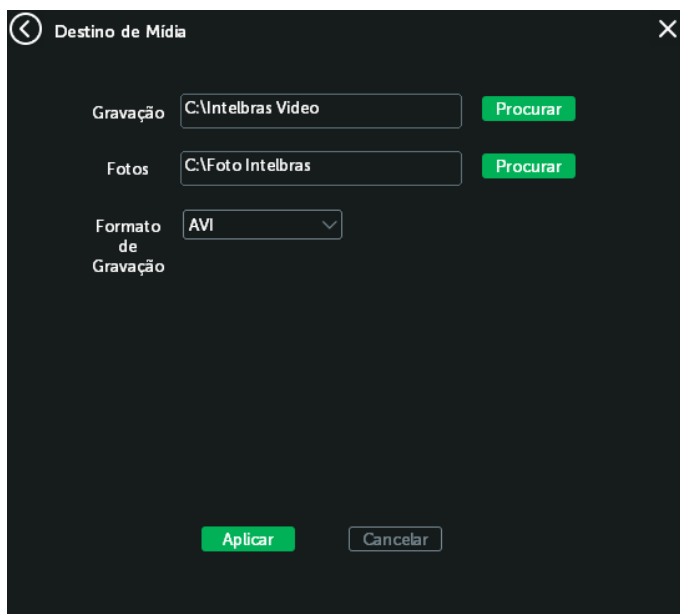 Destino de Mídia
Gravação C:\Intelbras Video Procurar
Fotos C:\Foto Intelbras Procurar
Formato de Gravação AVI
Aplicar Cancelar